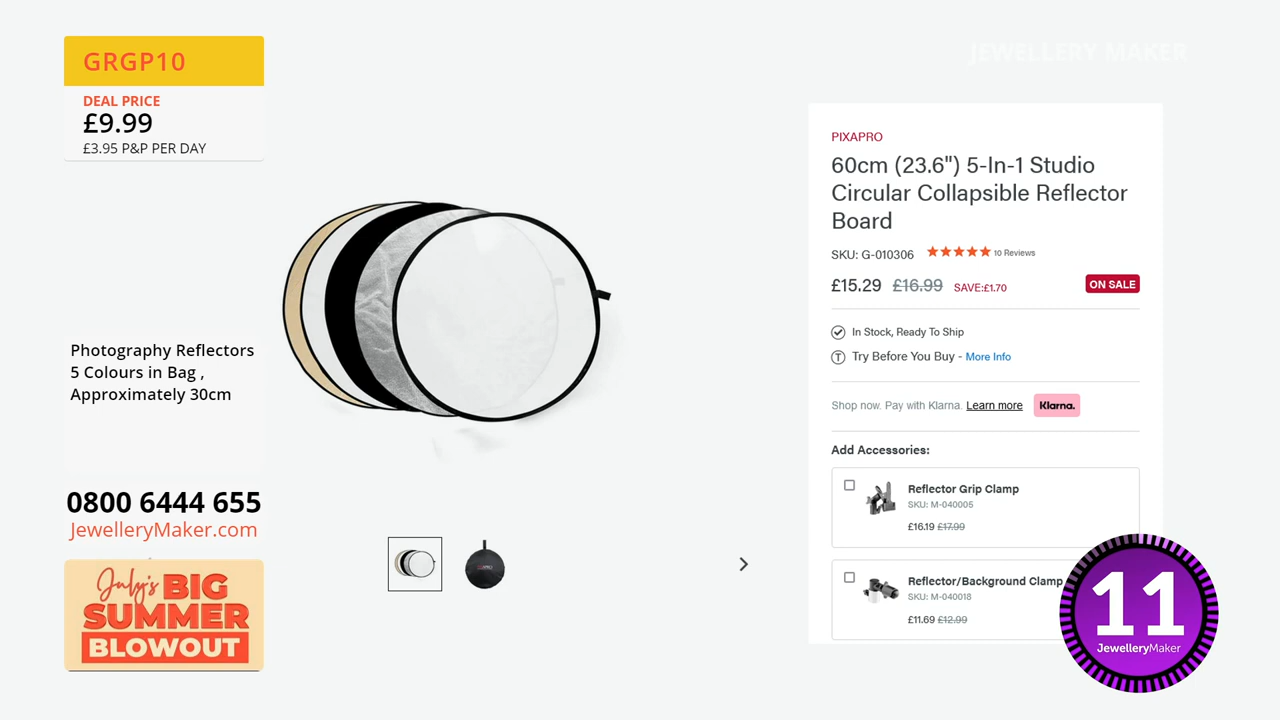 GRGP10
DEAL PRICE
£9.99
£3.95 P&P PER DAY
Photography Reflectors
5 Colours in Bag ,
Approximately 30cm
0800 6444 655
JewelleryMaker.com
July's BIG
SUMMER
BLOWOUT
JEWELLERY MAKER
PIXAPRO
60cm (23.6") 5-In-1 Studio
Circular Collapsible Reflector
Board
SKU: G-010306 10 Reviews
£15.29 £16.99 SAVE:£1.70 ON SALE
In Stock, Ready To Ship
T Try Before You Buy - More Info
Shop now. Pay with Klarna. Learn more Klarna.
Add Accessories:
Reflector Grip Clamp
SKU: M-040005
£16.19 £17.99
Reflector/Background Clamp
SKU: M-040018
£11.69 £12.99
11
JewelleryMaker